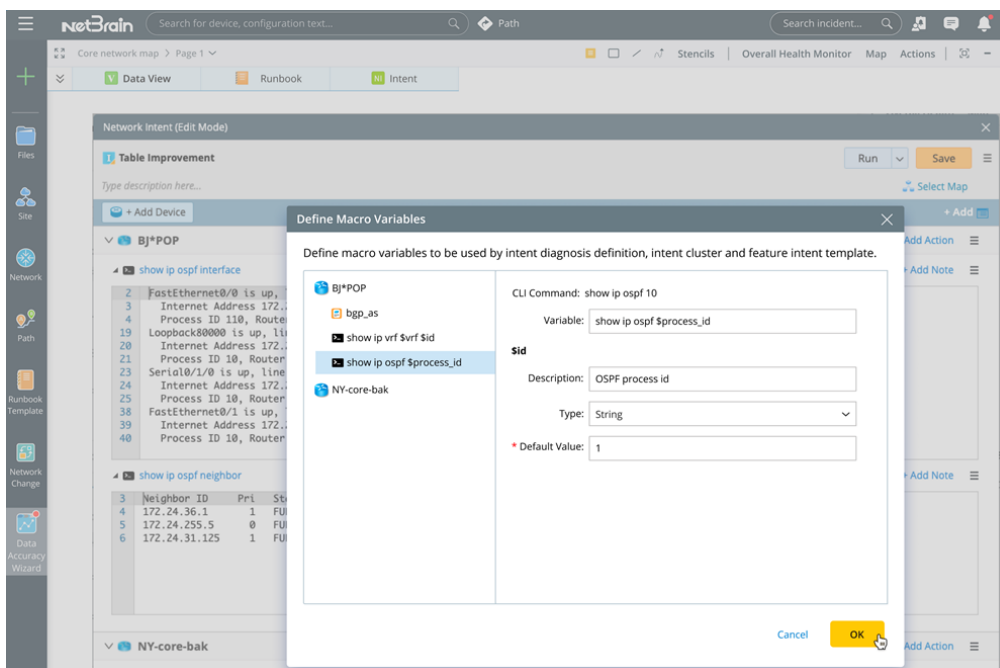 NetBrain
Search for device, configuration text...
Path
Search incident...
Core network map > Page 1
Stencils
Overall Health Monitor
Map
Actions
Data View
Runbook
NI Intent
Network Intent (Edit Mode)
Table Improvement
Run
Save
Type description here...
Select Map
+ Add Device
+ Add
Files
Site
Network
Path
Runbook
Template
Network
Change
Data
Accuracy
Wizard
BJ*POP
Add Action
show ip ospf interface
Add Note
2 FastEthernet0/0 is up,
3 Internet Address 172.
4 Process ID 110, Router
19 Loopback80000 is up, li
20 Internet Address 172.
21 Process ID 10, Router
23 Serial0/1/0 is up, line
24 Internet Address 172.
25 Process ID 10, Router
38 FastEthernet0/1 is up,
39 Internet Address 172.
40 Process ID 10, Router
show ip ospf neighbor
+ Add Note
3 Neighbor ID Pri St
4 172.24.36.1 1 FU
5 172.24.255.5 0 FU
6 172.24.31.125 1 FU
NY-core-bak
Add Action
Define Macro Variables
Define macro variables to be used by intent diagnosis definition, intent cluster and feature intent template.
BJ*POP
bgp_as
show ip vrf $vrf $id
show ip ospf $process_id
NY-core-bak
CLI Command: show ip ospf 10
Variable: show ip ospf $process_id
$id
Description: OSPF process id
Type: String
* Default Value: 1
Cancel
OK